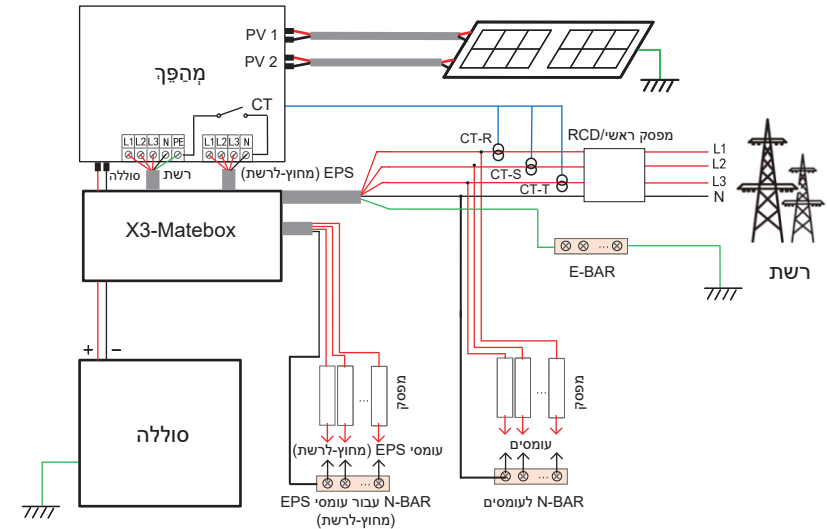 PV 1
מְהַפֵּךְ
PV 2
CT
L1 L2 L3 N PE
L1 L2 L3 N
סוללה
רשת
EPS (מחוץ-לרשת)
CT-R
CT-S
CT-T
מפסק ראשי/RCD
L1
L2
L3
N
X3-Matebox
E-BAR
רשת
+ −
סוללה
...
מפסק
...
מפסק
עומסי EPS (מחוץ-לרשת)
עומסים
...
...
...
N-BAR עבור עומסי EPS
(מחוץ-לרשת)
N-BAR לעומסים